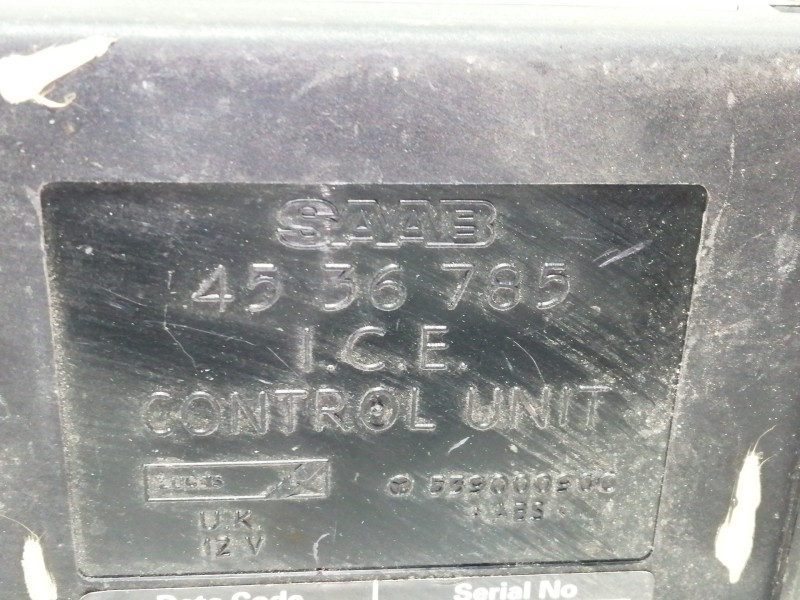 SAAB
45 36 785
I.C.E.
CONTROL UNIT
U.K.
12 V
Date Code
Serial No